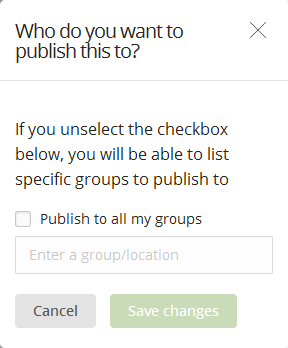 Who do you want to
publish this to?
If you unselect the checkbox
below, you will be able to list
specific groups to publish to
Publish to all my groups
Enter a group/location
Cancel Save changes